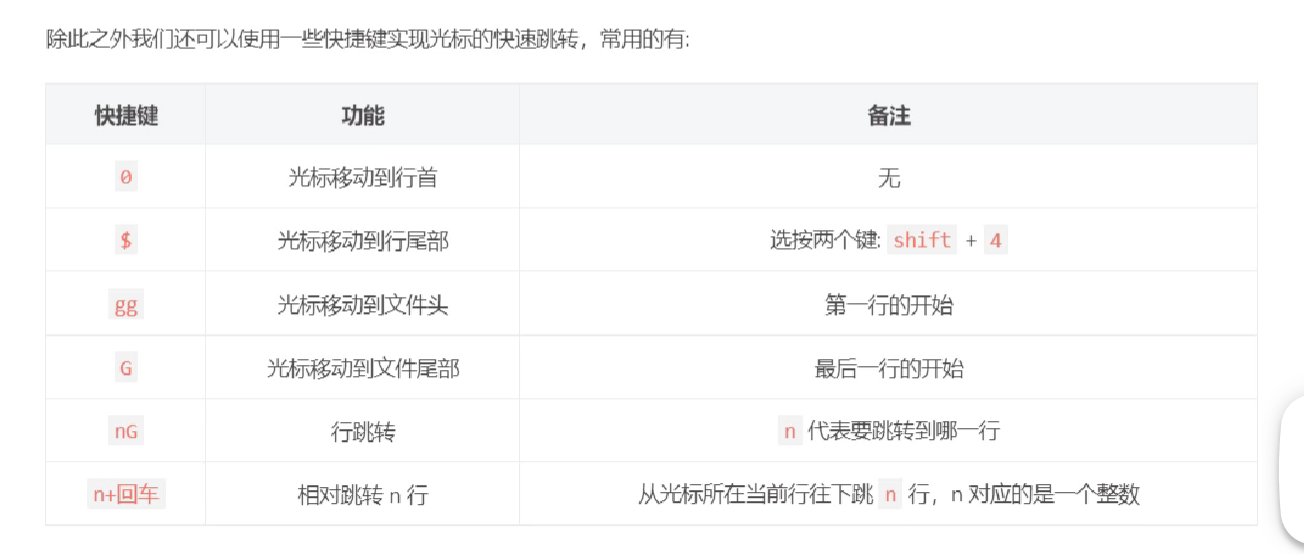 除此之外我们还可以使用一些快捷键实现光标的快速跳转，常用的有:
快捷键 功能 备注
0 光标移动到行首 无
$ 光标移动到行尾部 选按两个键: shift + 4
gg 光标移动到文件头 第一行的开始
G 光标移动到文件尾部 最后一行的开始
nG 行跳转 n 代表要跳转到哪一行
n+回车 相对跳转 n 行 从光标所在当前行往下跳 n 行，n 对应的是一个整数